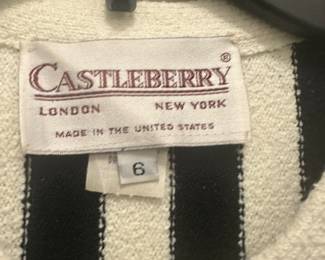 CASTLEBERRY®
LONDON NEW YORK
MADE IN THE UNITED STATES
6